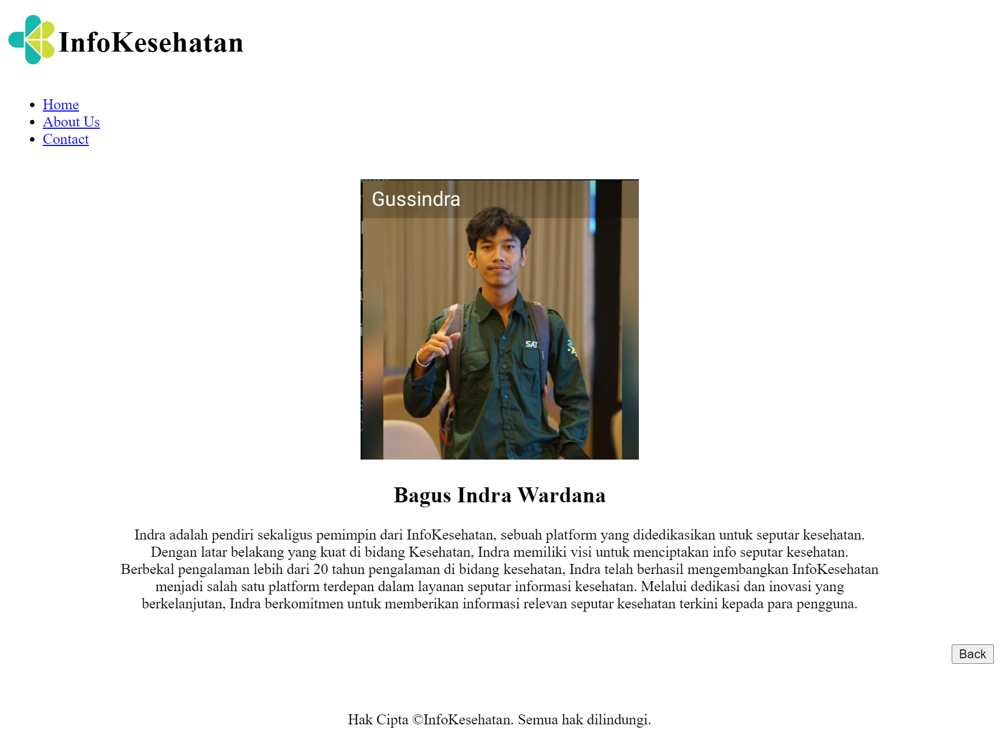 InfoKesehatan
Home
About Us
Contact
Gussindra
SAT
Bagus Indra Wardana
Indra adalah pendiri sekaligus pemimpin dari InfoKesehatan, sebuah platform yang didedikasikan untuk seputar kesehatan.
Dengan latar belakang yang kuat di bidang Kesehatan, Indra memiliki visi untuk menciptakan info seputar kesehatan.
Berbekal pengalaman lebih dari 20 tahun pengalaman di bidang kesehatan, Indra telah berhasil mengembangkan InfoKesehatan
menjadi salah satu platform terdepan dalam layanan seputar informasi kesehatan. Melalui dedikasi dan inovasi yang
berkelanjutan, Indra berkomitmen untuk memberikan informasi relevan seputar kesehatan terkini kepada para pengguna.
Back
Hak Cipta ©InfoKesehatan. Semua hak dilindungi.